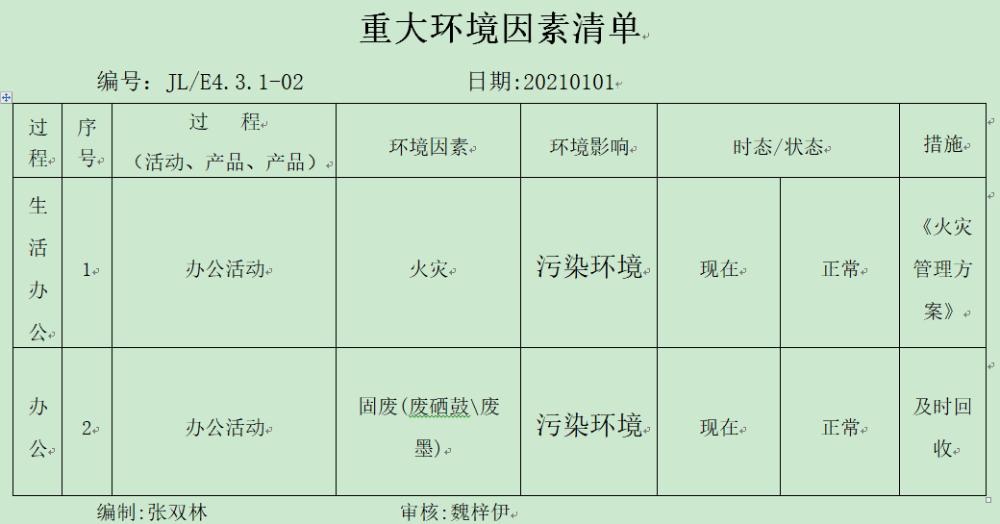 重大环境因素清单
编号：JL/E4.3.1-02 日期:20210101
过程 序号 过 程（活动、产品、产品） 环境因素 环境影响 时态/状态 措施
生活办公 1 办公活动 火灾 污染环境 现在 正常 《火灾管理方案》
办公 2 办公活动 固废(废硒鼓\废墨) 污染环境 现在 正常 及时回收
编制:张双林 审核:魏梓伊